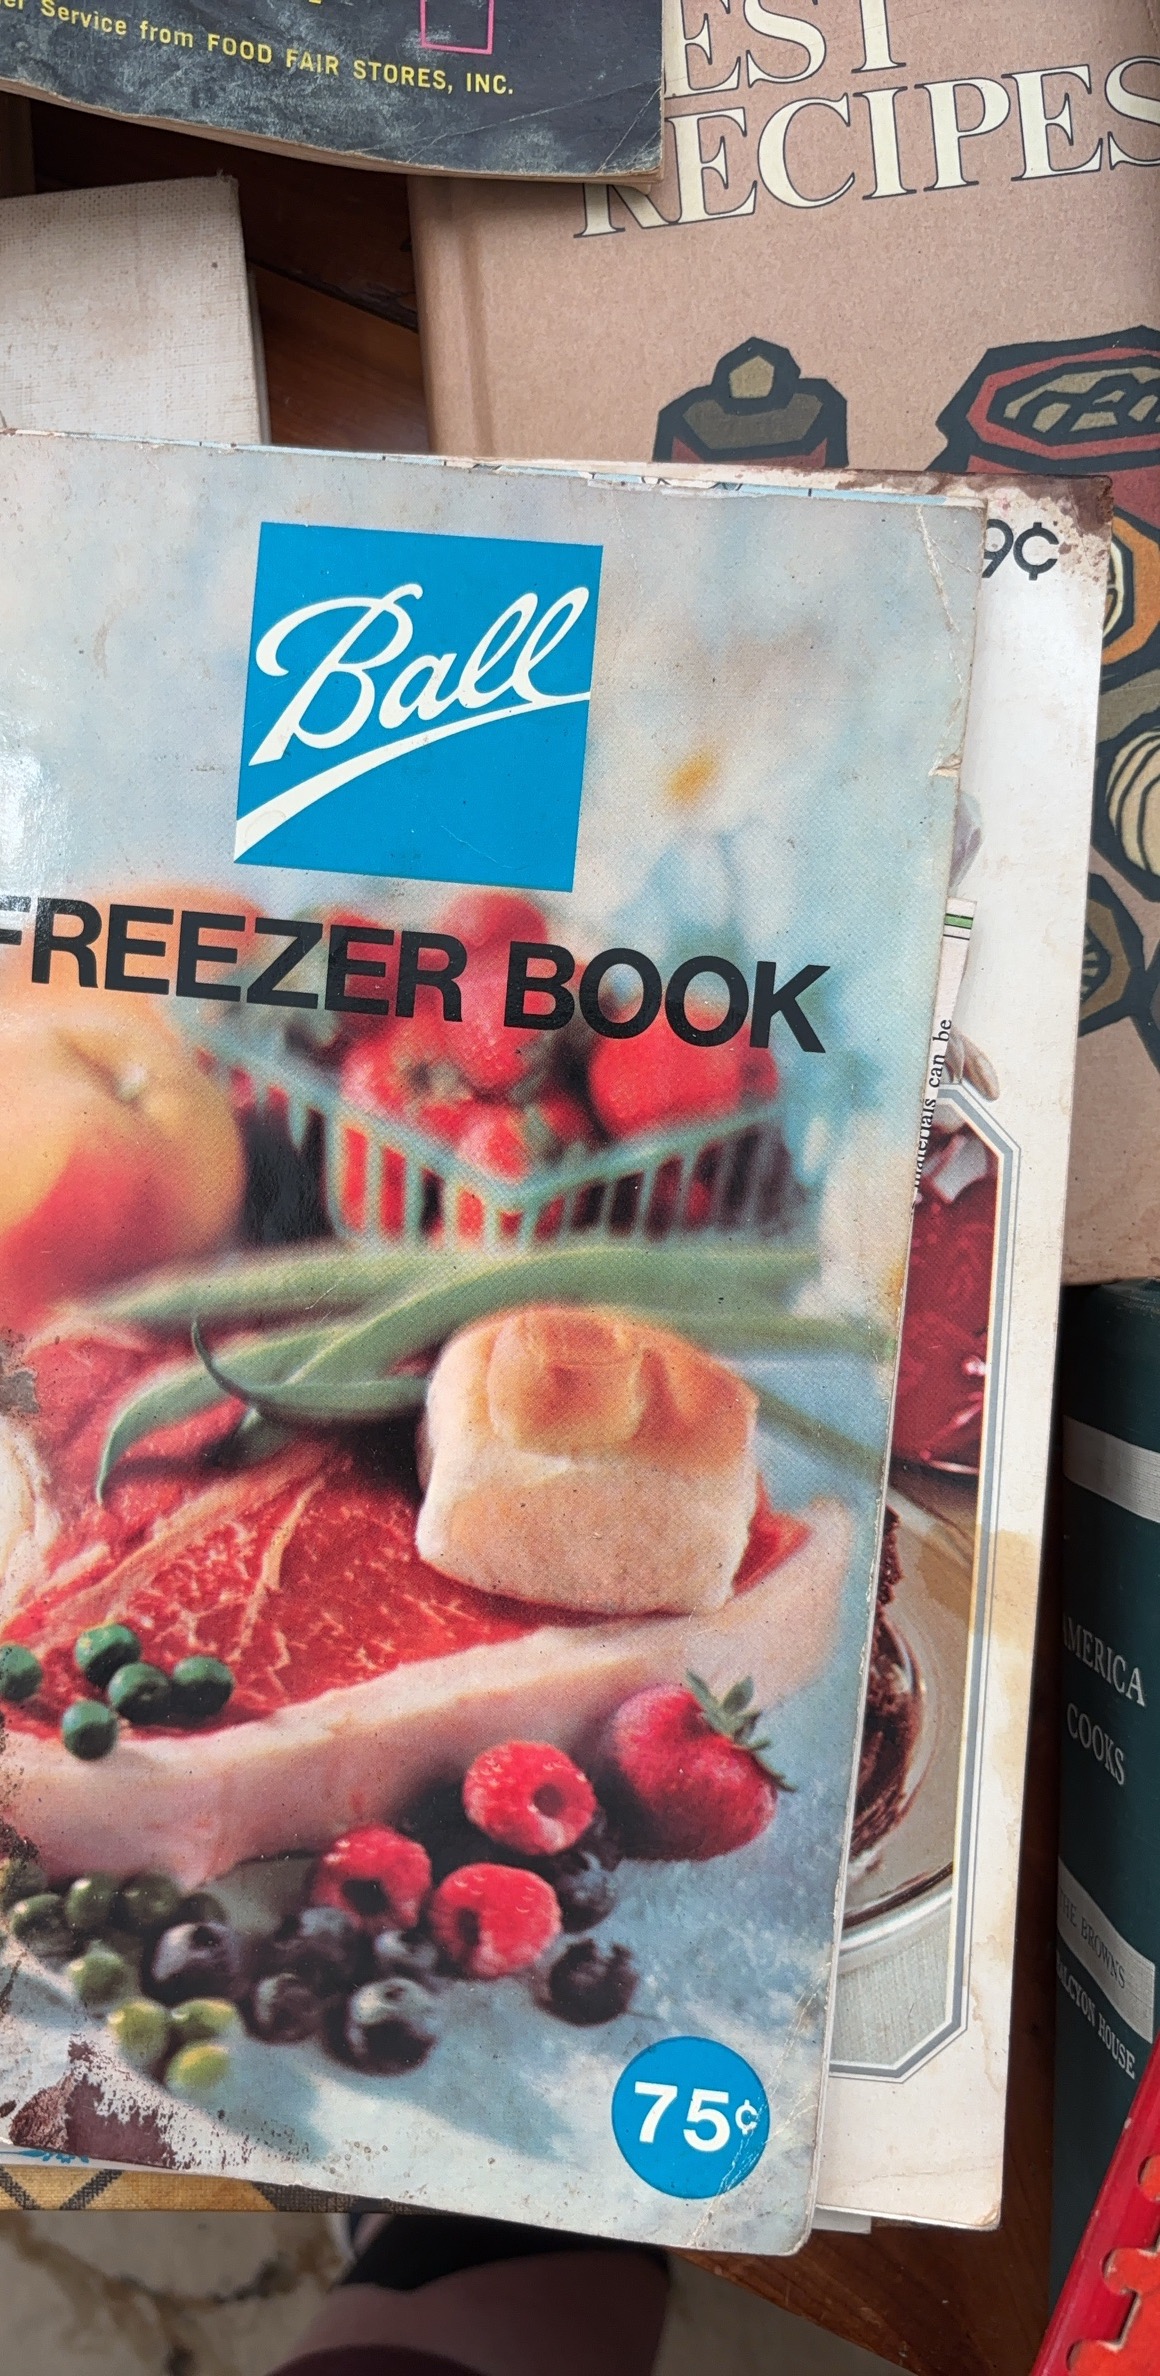 Service from FOOD FAIR STORES, INC.
EST
RECIPES
9¢
Ball
FREEZER BOOK
materials can be
AMERICA
COOKS
THE BROWNS
HALCYON HOUSE
75¢